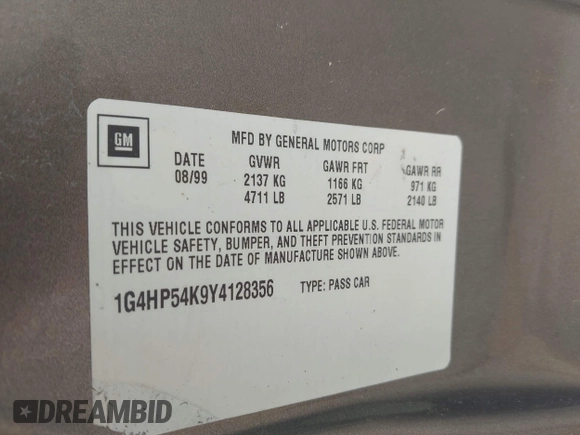 GM
MFD BY GENERAL MOTORS CORP
DATE GVWR GAWR FRT GAWR RR
08/99 2137 KG 1166 KG 971 KG
4711 LB 2571 LB 2140 LB
THIS VEHICLE CONFORMS TO ALL APPLICABLE U.S. FEDERAL MOTOR
VEHICLE SAFETY, BUMPER, AND THEFT PREVENTION STANDARDS IN
EFFECT ON THE DATE OF MANUFACTURE SHOWN ABOVE.
1G4HP54K9Y4128356 TYPE: PASS CAR
DREAMBID